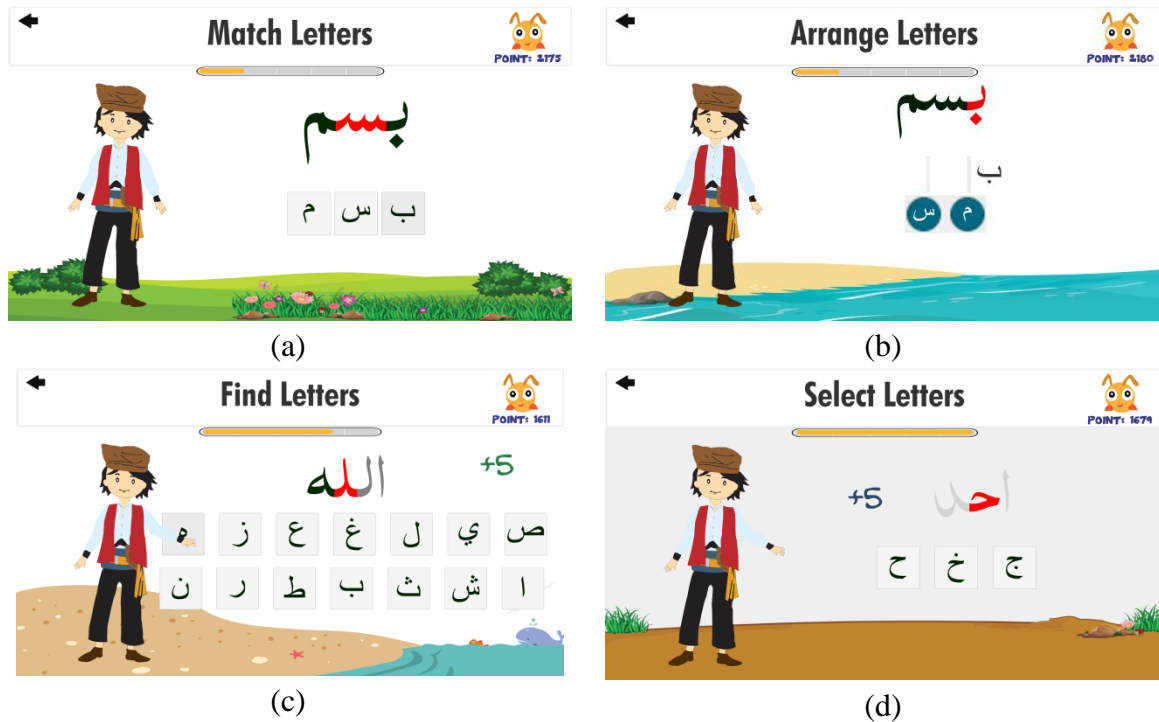 Match Letters
POINT: 2175
بسم
ب س م
(a)
Arrange Letters
POINT: 2180
بسم
ب
م س
(b)
Find Letters
POINT: 1611
الله
+5
ص ي ل غ ع ز ه
ا ش ث ب ط ر ن
(c)
Select Letters
POINT: 1679
احد
+5
ج خ ح
(d)